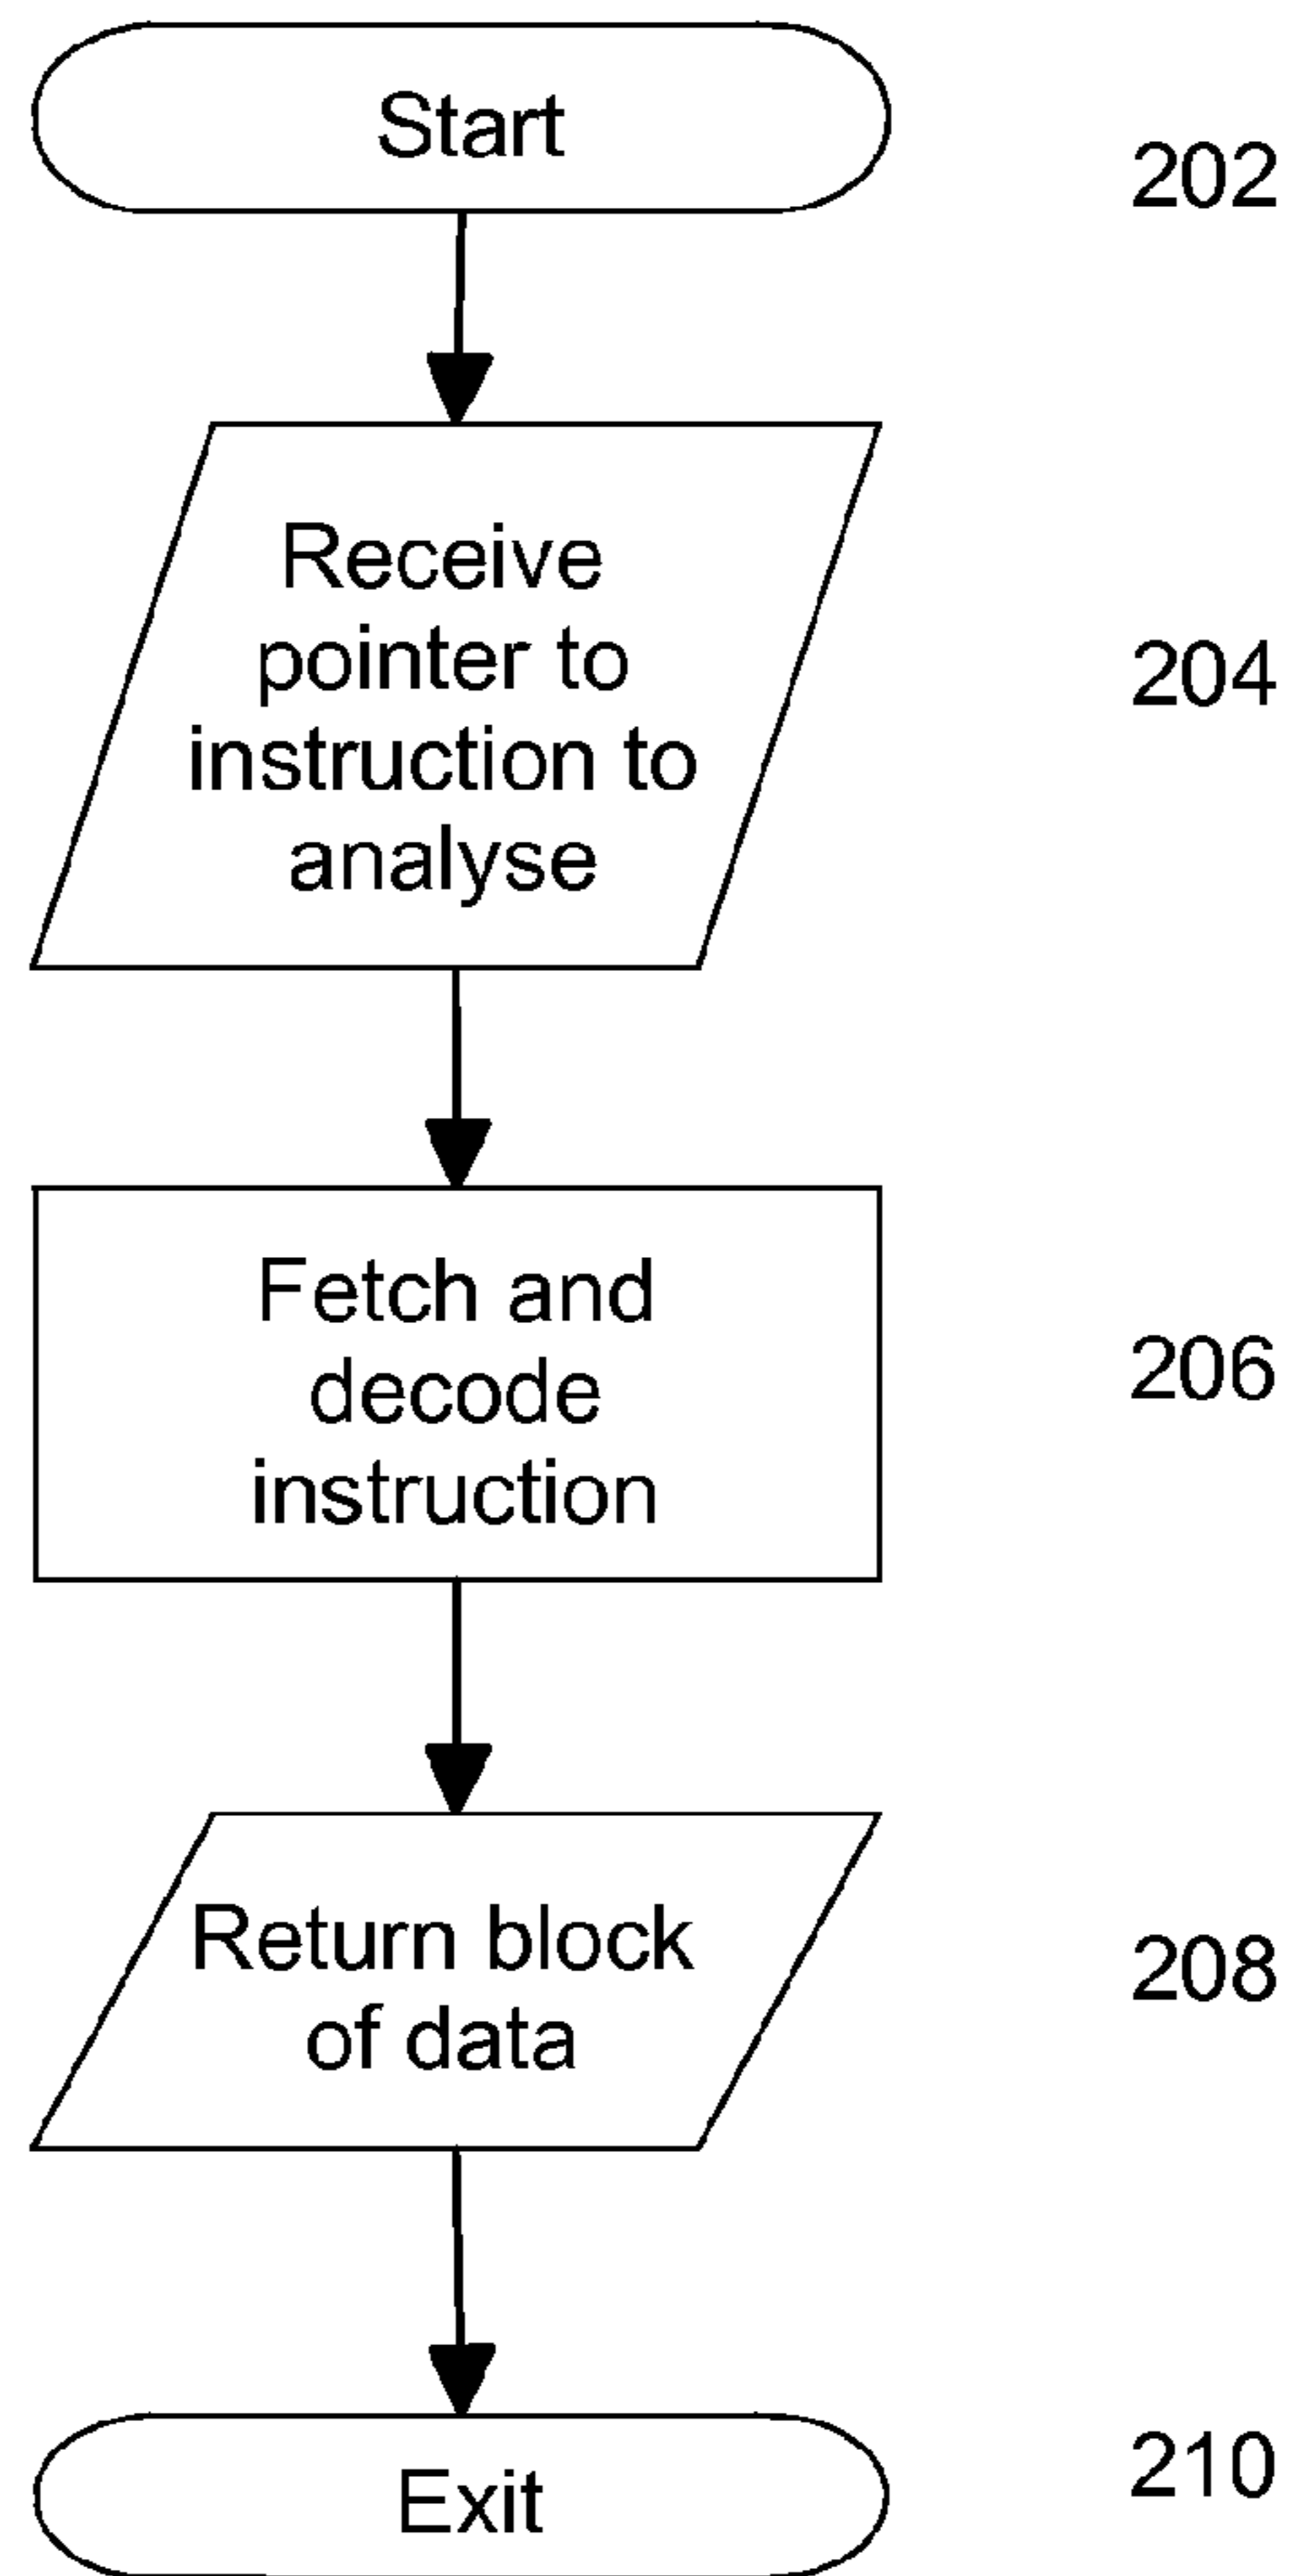 Start
202
Receive
pointer to
instruction to
analyse
204
Fetch and
decode
instruction
206
Return block
of data
208
Exit
210